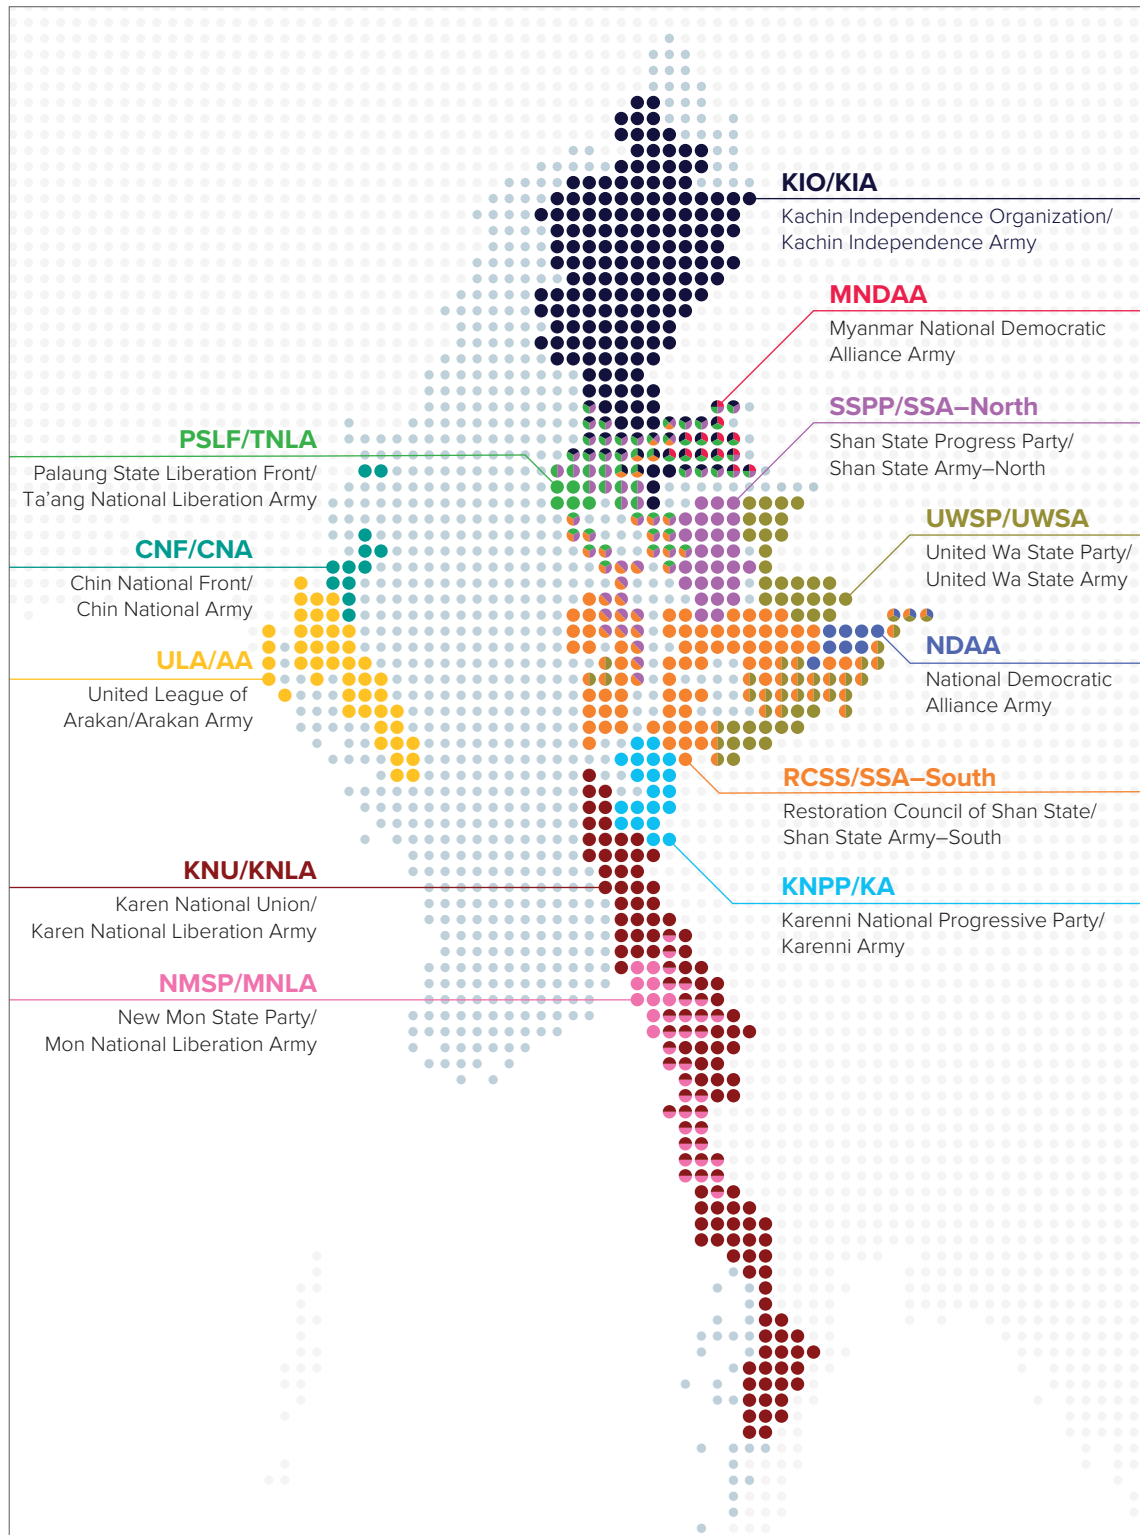 KIO/KIA
Kachin Independence Organization/
Kachin Independence Army
MNDAA
Myanmar National Democratic
Alliance Army
SSPP/SSA–North
Shan State Progress Party/
Shan State Army–North
PSLF/TNLA
Palaung State Liberation Front/
Ta’ang National Liberation Army
UWSP/UWSA
United Wa State Party/
United Wa State Army
CNF/CNA
Chin National Front/
Chin National Army
NDAA
National Democratic
Alliance Army
ULA/AA
United League of
Arakan/Arakan Army
RCSS/SSA–South
Restoration Council of Shan State/
Shan State Army–South
KNU/KNLA
Karen National Union/
Karen National Liberation Army
KNPP/KA
Karenni National Progressive Party/
Karenni Army
NMSP/MNLA
New Mon State Party/
Mon National Liberation Army